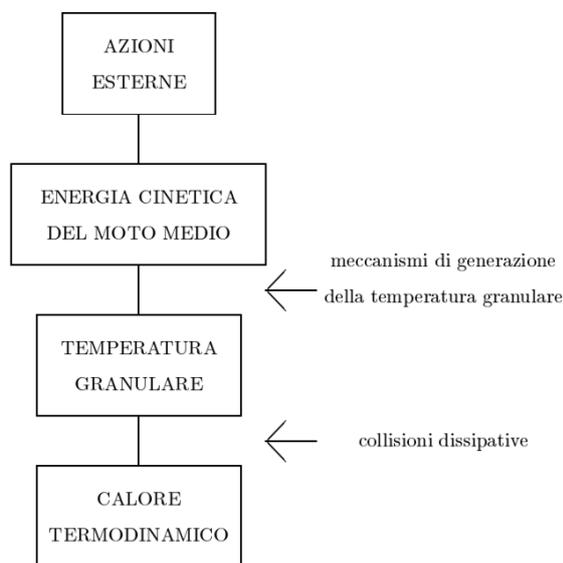 AZIONI
ESTERNE
ENERGIA CINETICA
DEL MOTO MEDIO
meccanismi di generazione
della temperatura granulare
TEMPERATURA
GRANULARE
collisioni dissipative
CALORE
TERMODINAMICO